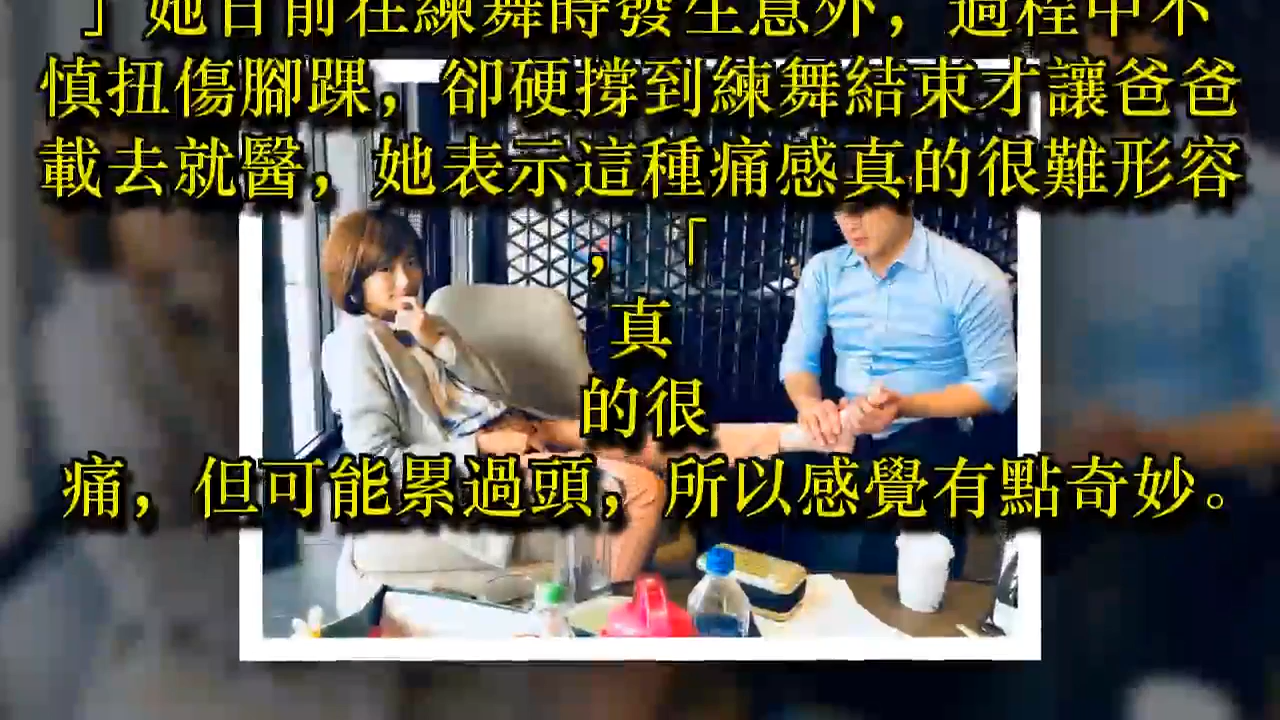 」她日前在練舞時發生意外，過程中不
慎扭傷腳踝，卻硬撐到練舞結束才讓爸爸
載去就醫，她表示這種痛感真的很難形容
，「
真
的很
痛，但可能累過頭，所以感覺有點奇妙。